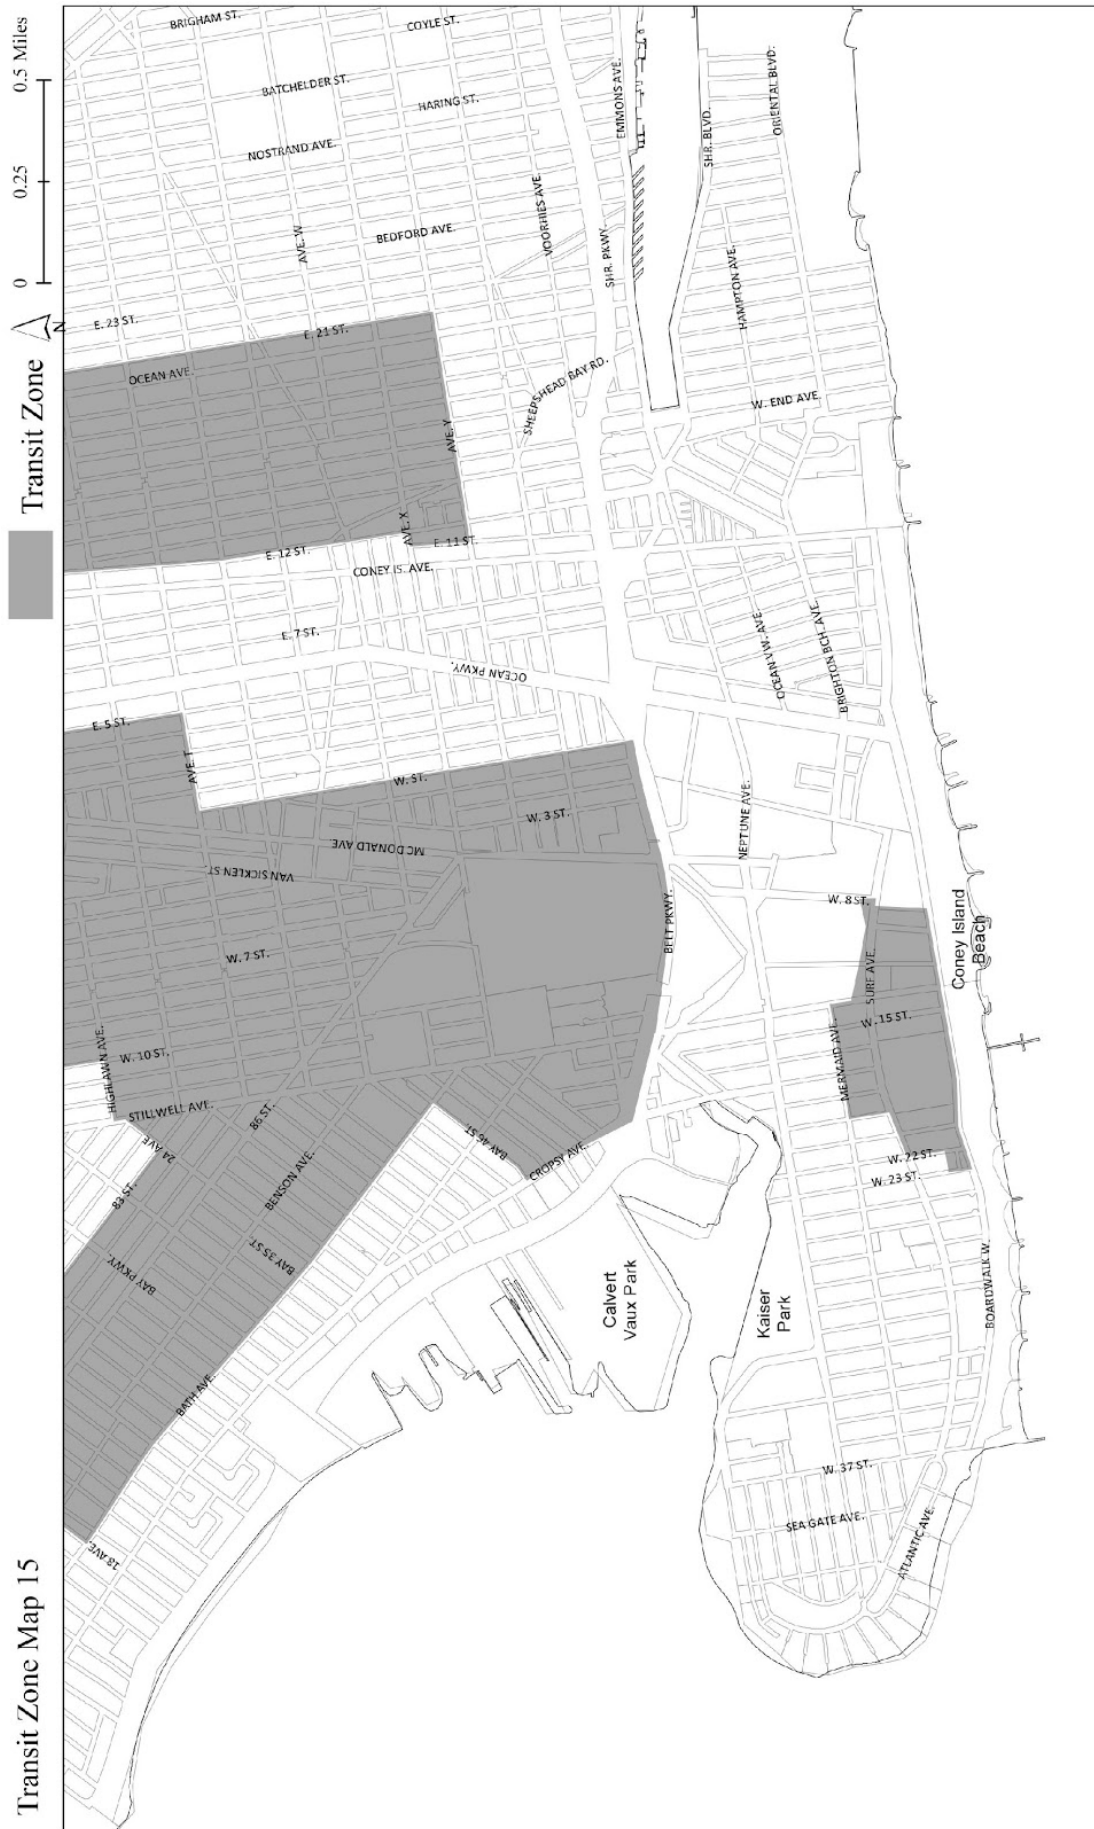 Transit Zone Map 15
Transit Zone
N
0 0.25 0.5 Miles
18 AVE.
BATH AVE.
BAY PKWY.
83 ST.
24 AVE
BAY 35 ST.
BENSON AVE.
86 ST.
STILLWELL AVE.
HIGHLAWN AVE.
W. 10 ST.
W. 7 ST.
VAN SICKLEN ST.
MCDONALD AVE
AVE. T
E. 5 ST.
W. ST.
W. 3 ST.
E. 7 ST.
OCEAN PKWY.
CONEY IS. AVE.
E. 12 ST.
E. 11 ST.
AVE. X
AVE. Y
OCEAN AVE.
E. 21 ST.
E. 23 ST.
AVE. W
BEDFORD AVE.
NOSTRAND AVE.
BATCHELDER ST.
HARING ST.
BRIGHAM ST.
COYLE ST.
BAY 46 ST.
CROPSY AVE.
BELT PKWY.
SHEEPSHEAD BAY RD.
VOORHIES AVE.
SHR. PKWY.
EMMONS AVE.
SHR. BLVD.
ORIENTAL BLVD.
HAMPTON AVE.
W. END AVE.
OCEAN VW. AVE.
BRIGHTON BCH. AVE.
NEPTUNE AVE.
W. 8 ST.
SURF AVE.
W. 15 ST.
MERMAID AVE.
W. 22 ST.
W. 23 ST.
Coney Island
Beach
Calvert
Vaux Park
Kaiser
Park
BOARDWALK W.
W. 37 ST.
SEA GATE AVE.
ATLANTIC AVE.